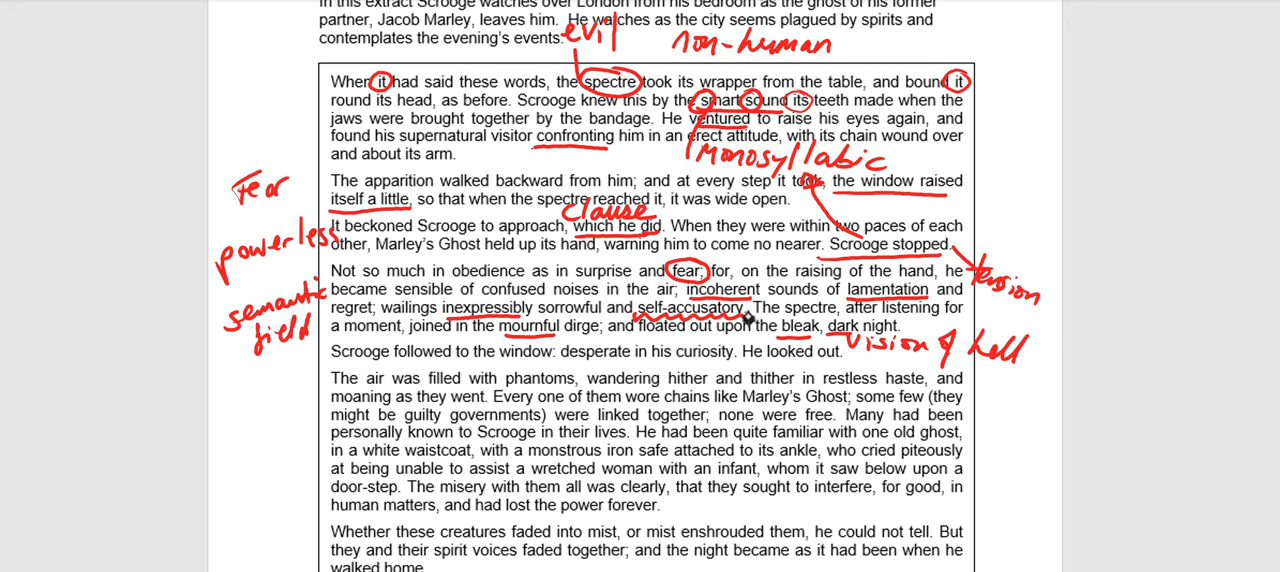 In this extract Scrooge watches over London from his bedroom as the ghost of his former
partner, Jacob Marley, leaves him. He watches as the city seems plagued by spirits and
contemplates the evening's events.
evil
non-human
When it had said these words, the spectre took its wrapper from the table, and bound it
round its head, as before. Scrooge knew this by the smart sound its teeth made when the
jaws were brought together by the bandage. He ventured to raise his eyes again, and
found his supernatural visitor confronting him in an erect attitude, with its chain wound over
and about its arm.
Monosyllabic
The apparition walked backward from him; and at every step it took, the window raised
itself a little, so that when the spectre reached it, it was wide open.
Fear
clause
It beckoned Scrooge to approach, which he did. When they were within two paces of each
other, Marley's Ghost held up its hand, warning him to come no nearer. Scrooge stopped.
powerless
tension
Not so much in obedience as in surprise and fear; for, on the raising of the hand, he
became sensible of confused noises in the air; incoherent sounds of lamentation and
regret; wailings inexpressibly sorrowful and self-accusatory. The spectre, after listening for
a moment, joined in the mournful dirge; and floated out upon the bleak, dark night.
semantic
field
vision of hell
Scrooge followed to the window: desperate in his curiosity. He looked out.
The air was filled with phantoms, wandering hither and thither in restless haste, and
moaning as they went. Every one of them wore chains like Marley's Ghost; some few (they
might be guilty governments) were linked together; none were free. Many had been
personally known to Scrooge in their lives. He had been quite familiar with one old ghost,
in a white waistcoat, with a monstrous iron safe attached to its ankle, who cried piteously
at being unable to assist a wretched woman with an infant, whom it saw below upon a
door-step. The misery with them all was clearly, that they sought to interfere, for good, in
human matters, and had lost the power forever.
Whether these creatures faded into mist, or mist enshrouded them, he could not tell. But
they and their spirit voices faded together; and the night became as it had been when he
walked home.